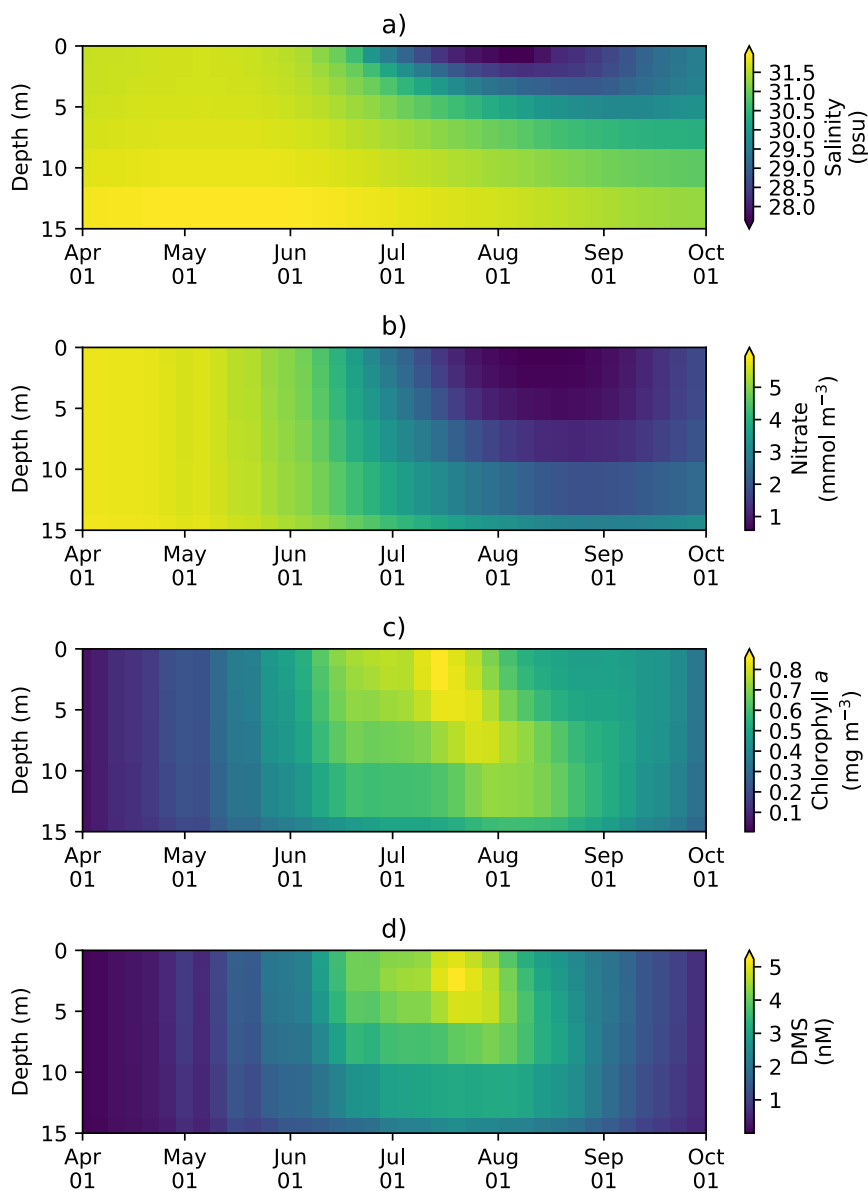 a)
0
5
10
15
Depth (m)
Apr 01
May 01
Jun 01
Jul 01
Aug 01
Sep 01
Oct 01
31.5
31.0
30.5
30.0
29.5
29.0
28.5
28.0
Salinity
(psu)
b)
0
5
10
15
Depth (m)
Apr 01
May 01
Jun 01
Jul 01
Aug 01
Sep 01
Oct 01
5
4
3
2
1
Nitrate
(mmol m⁻³)
c)
0
5
10
15
Depth (m)
Apr 01
May 01
Jun 01
Jul 01
Aug 01
Sep 01
Oct 01
0.8
0.7
0.6
0.5
0.4
0.3
0.2
0.1
Chlorophyll a
(mg m⁻³)
d)
0
5
10
15
Depth (m)
Apr 01
May 01
Jun 01
Jul 01
Aug 01
Sep 01
Oct 01
5
4
3
2
1
DMS
(nM)